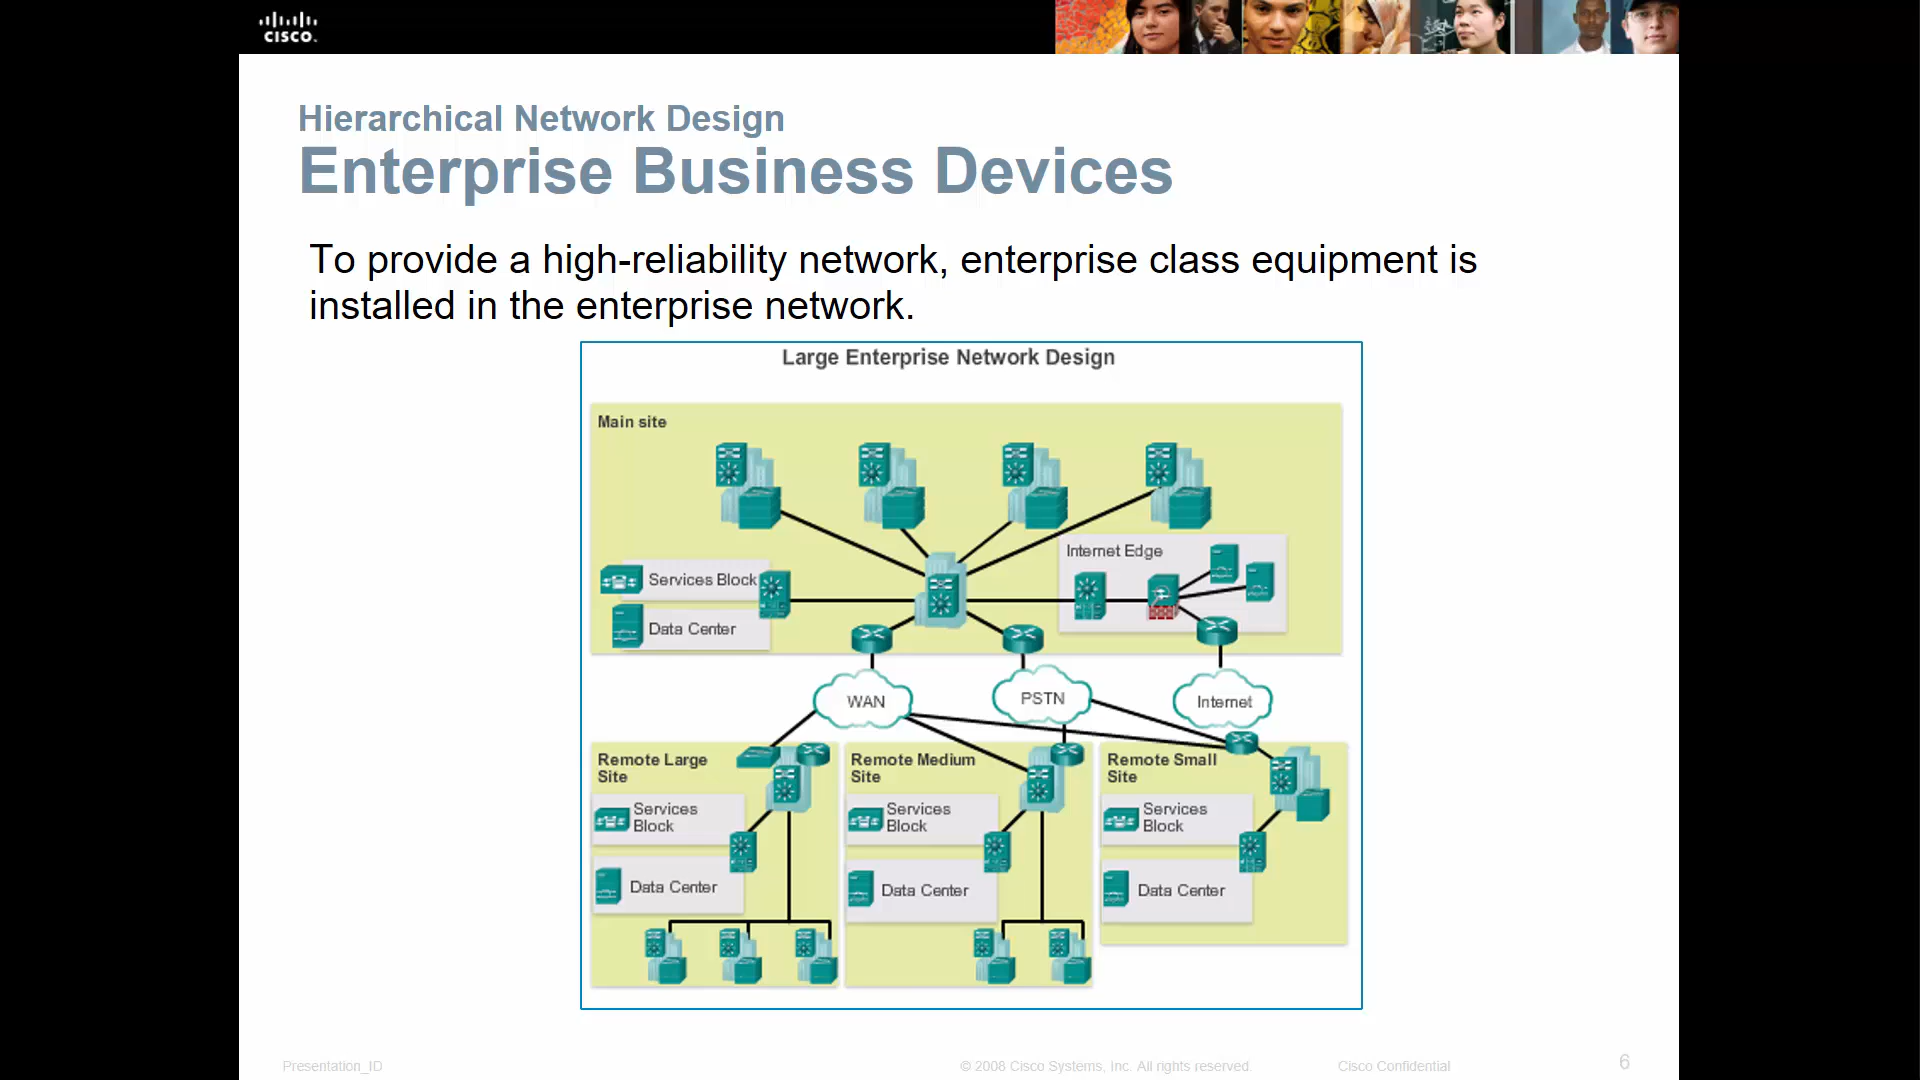 CISCO
Hierarchical Network Design
Enterprise Business Devices
To provide a high-reliability network, enterprise class equipment is
installed in the enterprise network.
Large Enterprise Network Design
Main site
Internet Edge
Services Block
Data Center
WAN
PSTN
Internet
Remote Large
Site
Services
Block
Data Center
Remote Medium
Site
Services
Block
Data Center
Remote Small
Site
Services
Block
Data Center
Presentation_ID
© 2008 Cisco Systems, Inc. All rights reserved.
Cisco Confidential
6